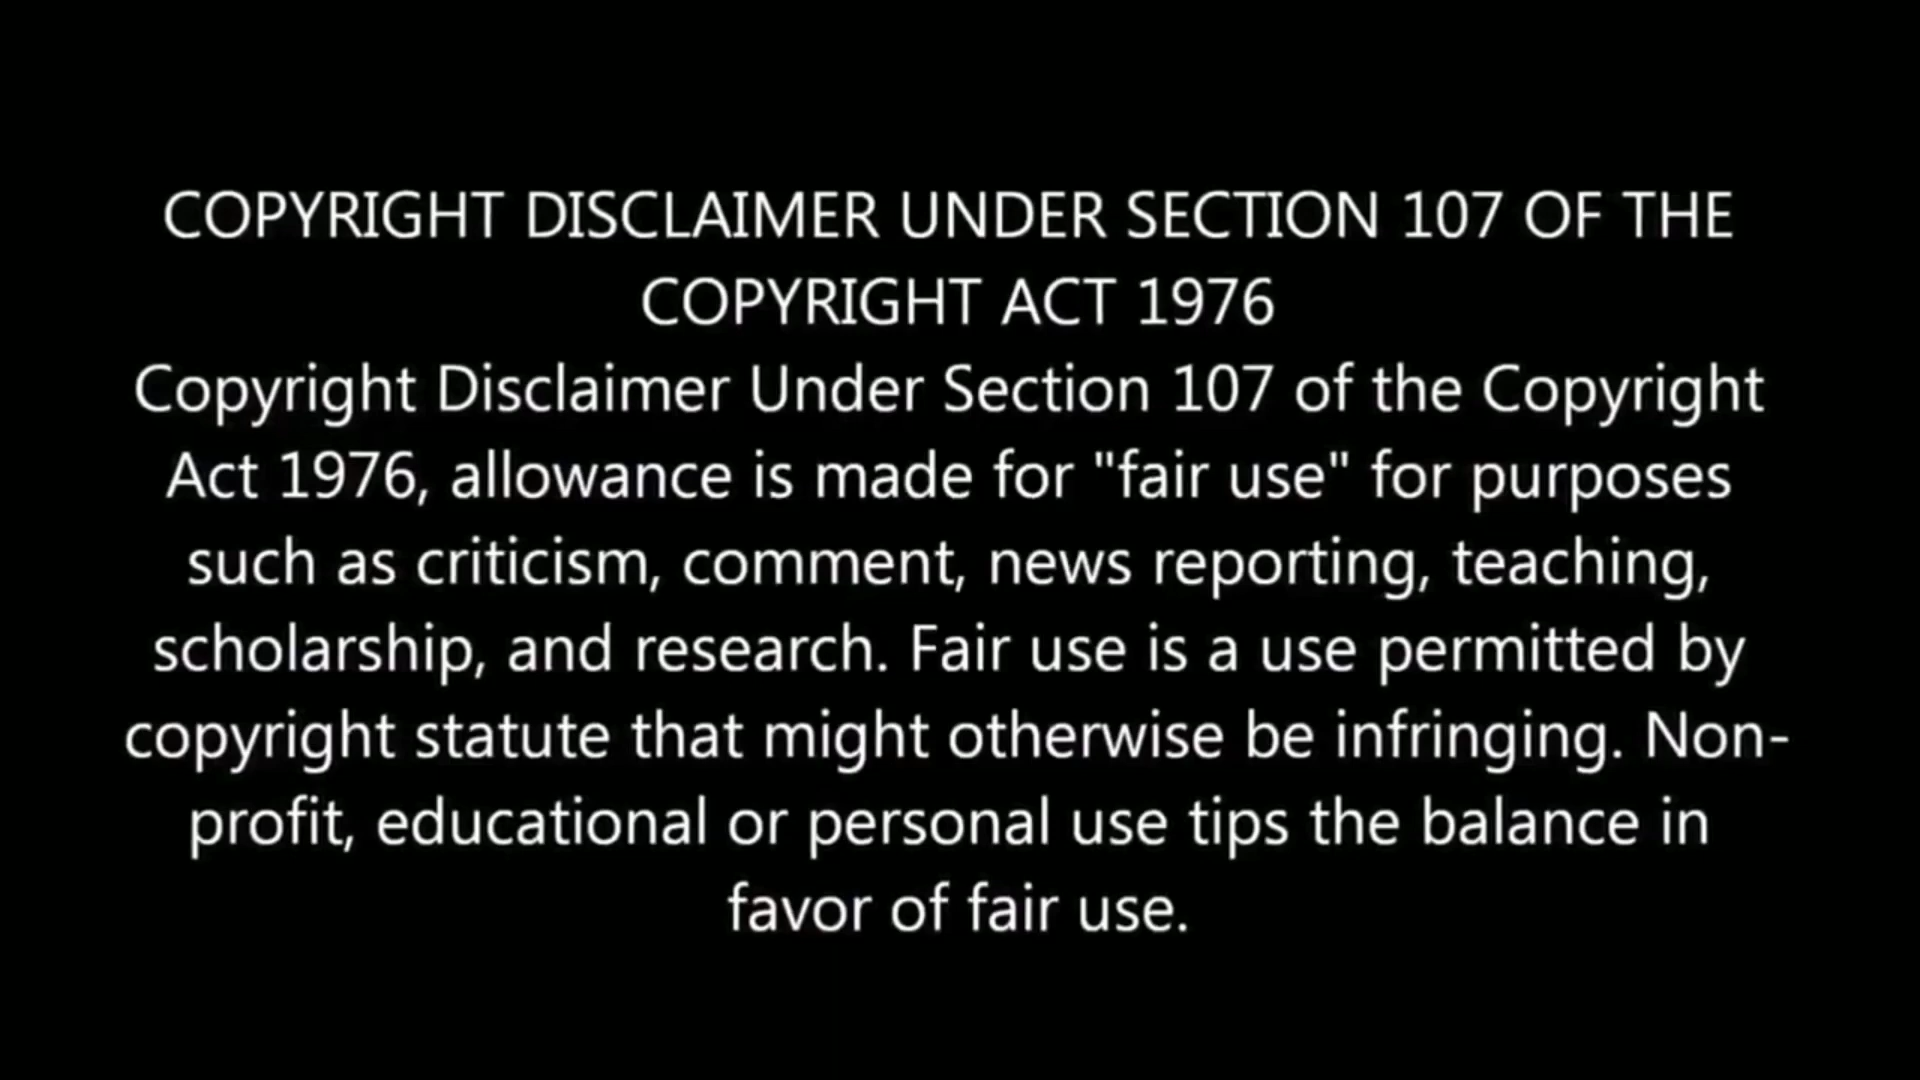 COPYRIGHT DISCLAIMER UNDER SECTION 107 OF THE
COPYRIGHT ACT 1976
Copyright Disclaimer Under Section 107 of the Copyright
Act 1976, allowance is made for "fair use" for purposes
such as criticism, comment, news reporting, teaching,
scholarship, and research. Fair use is a use permitted by
copyright statute that might otherwise be infringing. Non-
profit, educational or personal use tips the balance in
favor of fair use.